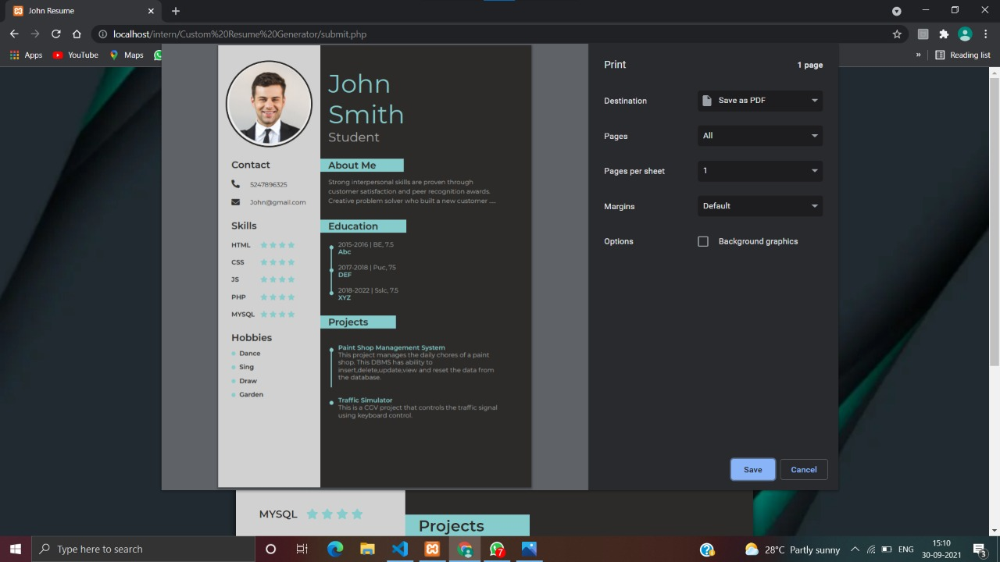 John Resume
localhost/intern/Custom%20Resume%20Generator/submit.php
Apps
YouTube
Maps
»
Reading list
John
Smith
Student
Contact
5247896325
John@gmail.com
Skills
HTML
CSS
JS
PHP
MYSQL
Hobbies
Dance
Sing
Draw
Garden
About Me
Strong interpersonal skills are proven through
customer satisfaction and peer recognition awards.
Creative problem solver who built a new customer .....
Education
2015-2016 | BE, 7.5
Abc
2017-2018 | Puc, 75
DEF
2018-2022 | Sslc, 7.5
XYZ
Projects
Paint Shop Management System
This project manages the daily chores of a paint
shop. This DBMS has ability to
insert,delete,update,view and reset the data from
the database.
Traffic Simulator
This is a CGV project that controls the traffic signal
using keyboard control.
Print
1 page
Destination
Save as PDF
Pages
All
Pages per sheet
1
Margins
Default
Options
Background graphics
Save
Cancel
MYSQL
Projects
Type here to search
7
28°C Partly sunny
ENG
15:10
30-09-2021
3